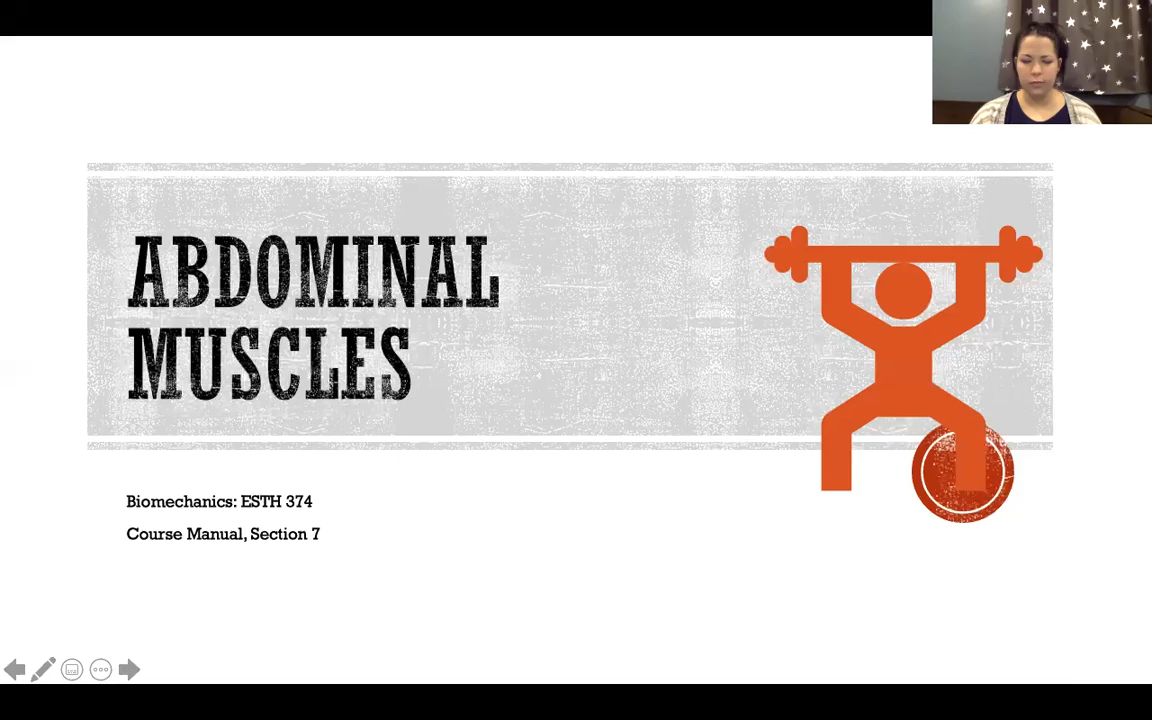 ABDOMINAL
MUSCLES
Biomechanics: ESTH 374
Course Manual, Section 7